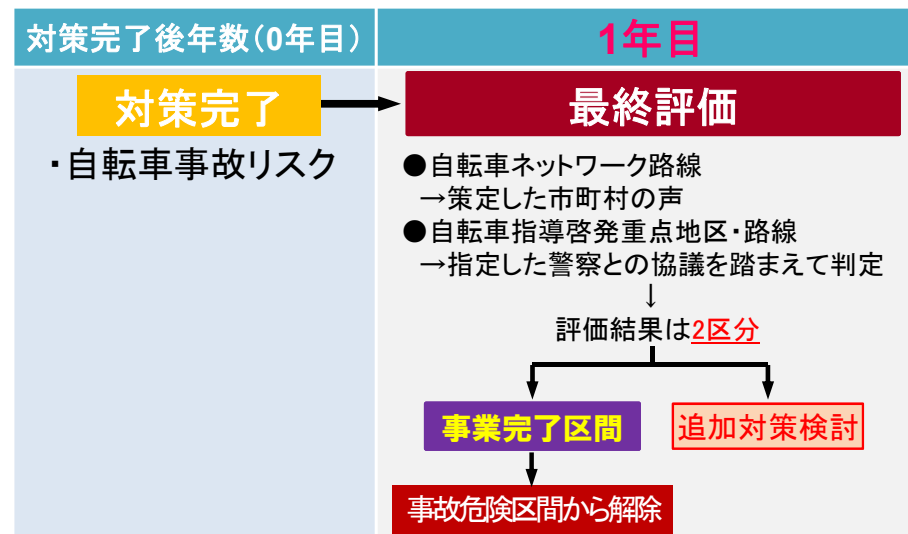 対策完了後年数(0年目)
1年目
対策完了
・自転車事故リスク
最終評価
●自転車ネットワーク路線
→策定した市町村の声
●自転車指導啓発重点地区・路線
→指定した警察との協議を踏まえて判定
↓
評価結果は2区分
事業完了区間
追加対策検討
事故危険区間から解除